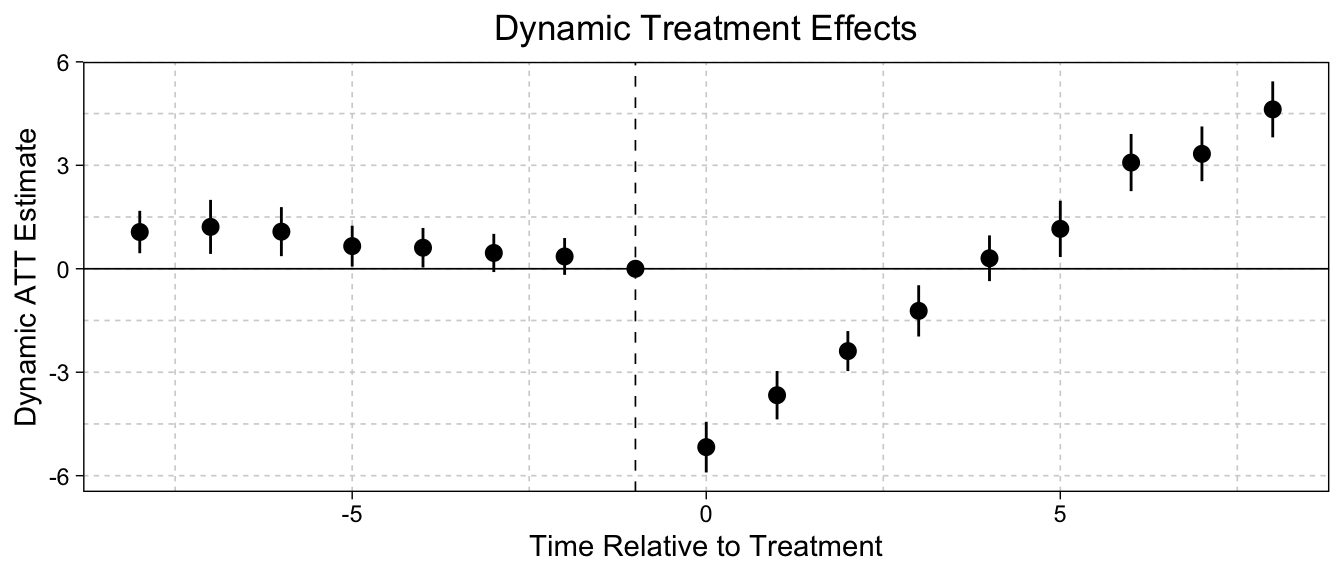 Dynamic Treatment Effects
Dynamic ATT Estimate
6
3
0
-3
-6
-5
0
5
Time Relative to Treatment